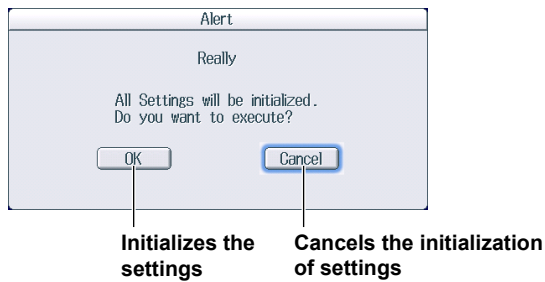 Alert
Really
All Settings will be initialized.
Do you want to execute?
OK
Cancel
Initializes the
settings
Cancels the initialization
of settings